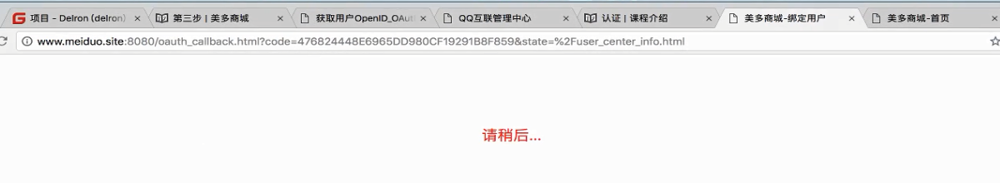 项目 - Delron (delron)
第三步 | 美多商城
获取用户OpenID_OAu
QQ互联管理中心
认证 | 课程介绍
美多商城-绑定用户
美多商城-首页
www.meiduo.site:8080/oauth_callback.html?code=476824448E6965DD980CF19291B8F859&state=%2Fuser_center_info.html
请稍后...